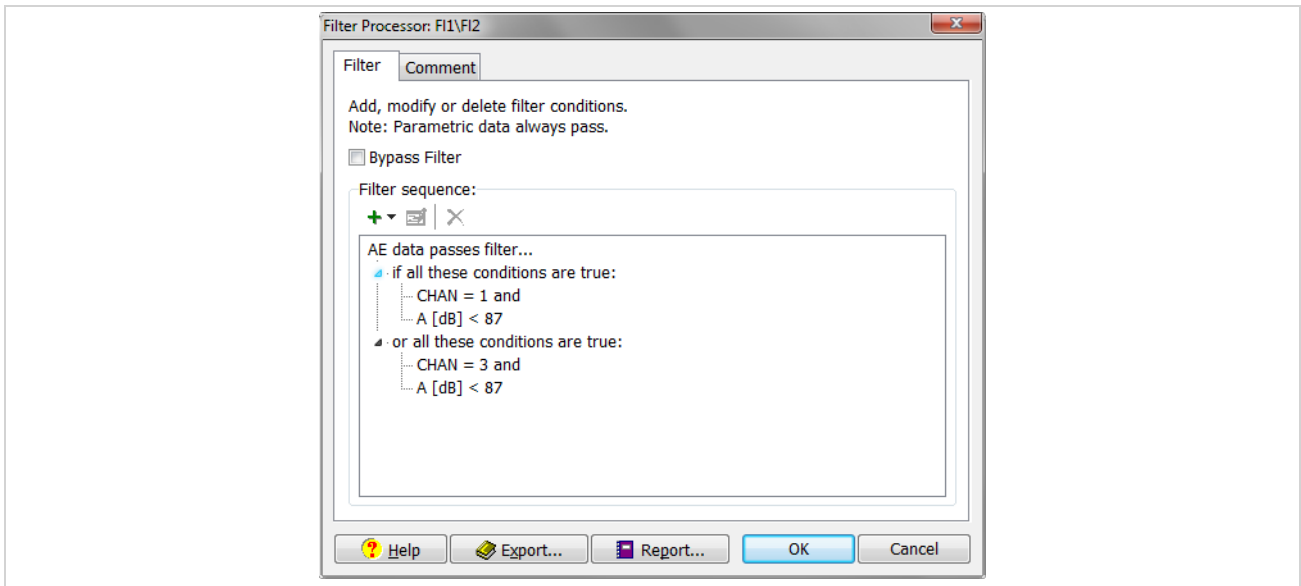 Filter Processor: FI1\FI2
Filter
Comment
Add, modify or delete filter conditions.
Note: Parametric data always pass.
Bypass Filter
Filter sequence:
AE data passes filter...
if all these conditions are true:
CHAN = 1 and
A [dB] < 87
or all these conditions are true:
CHAN = 3 and
A [dB] < 87
Help
Export...
Report...
OK
Cancel